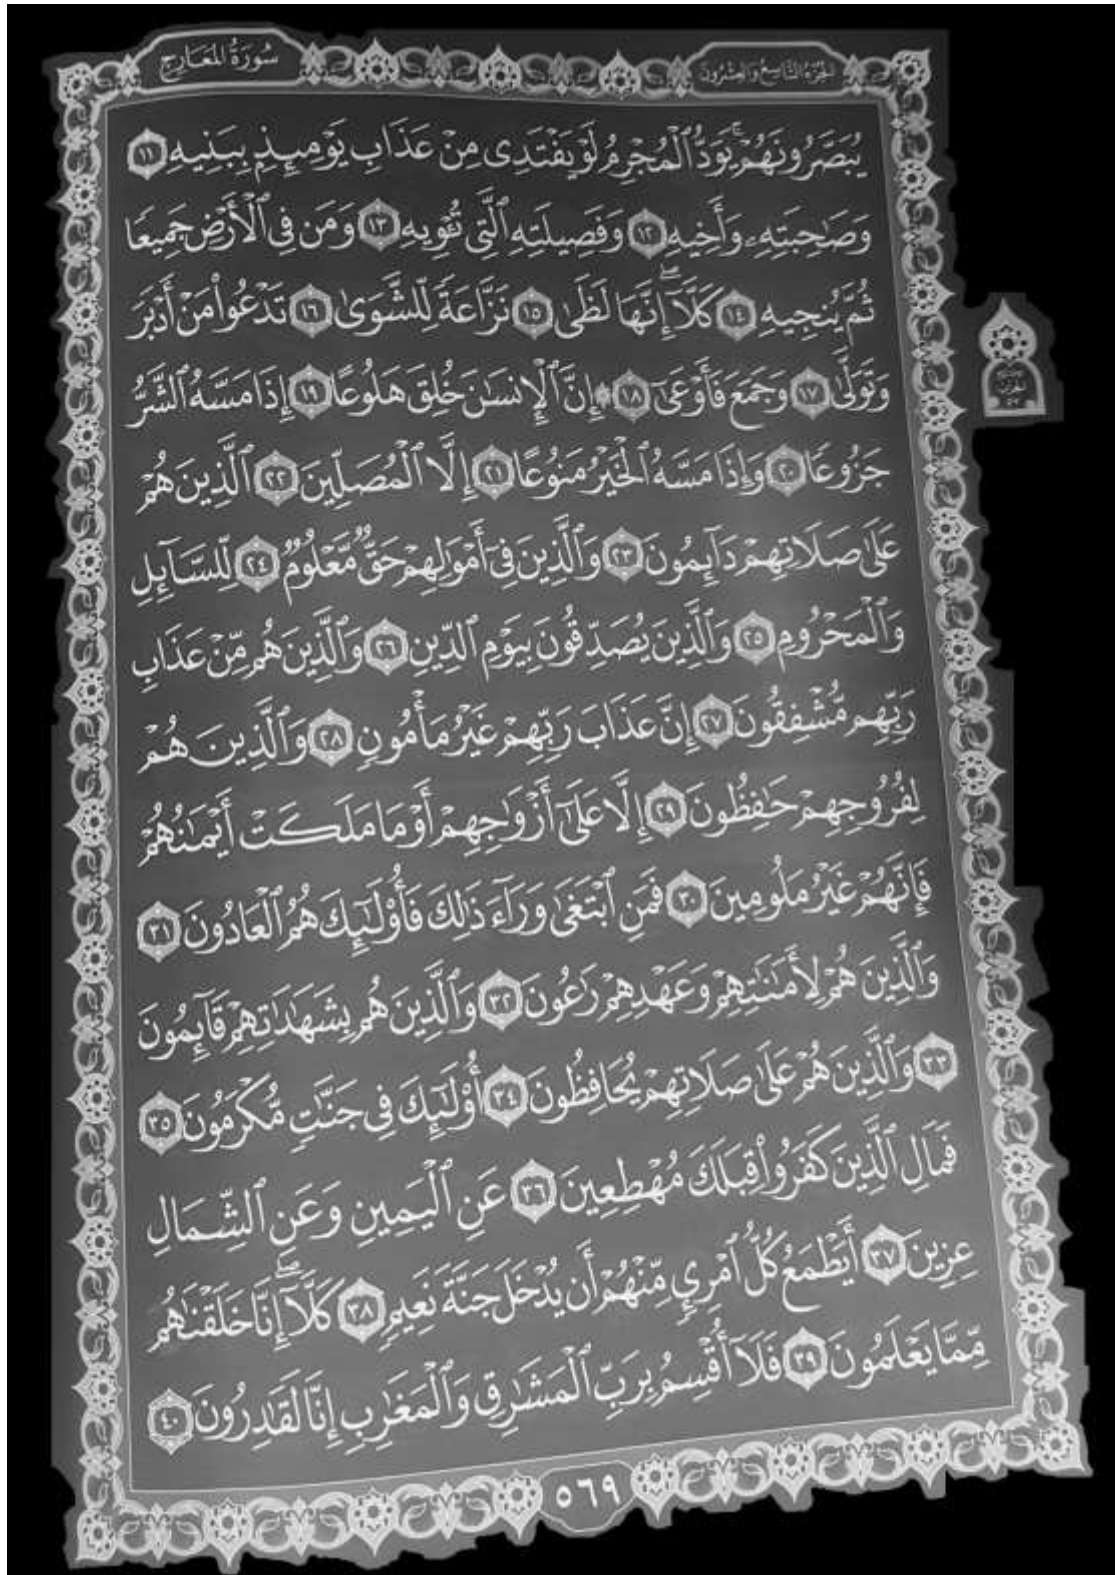 سُورَةُ المَعَارِجِ
الجُزْءُ التَّاسِعُ وَالعِشْرُونَ
يُبَصَّرُونَهُمْۚ يَوَدُّ ٱلْمُجْرِمُ لَوْ يَفْتَدِى مِنْ عَذَابِ يَوْمِئِذٍۭ بِبَنِيهِ ١١
وَصَـٰحِبَتِهِۦ وَأَخِيهِ ١٢ وَفَصِيلَتِهِ ٱلَّتِى تُـْٔوِيهِ ١٣ وَمَن فِى ٱلْأَرْضِ جَمِيعًا
ثُمَّ يُنجِيهِ ١٤ كَلَّآۖ إِنَّهَا لَظَىٰ ١٥ نَزَّاعَةً لِّلشَّوَىٰ ١٦ تَدْعُوا۟ مَنْ أَدْبَرَ
وَتَوَلَّىٰ ١٧ وَجَمَعَ فَأَوْعَىٰٓ ١٨ ۞ إِنَّ ٱلْإِنسَـٰنَ خُلِقَ هَلُوعًا ١٩ إِذَا مَسَّهُ ٱلشَّرُّ
جَزُوعًا ٢٠ وَإِذَا مَسَّهُ ٱلْخَيْرُ مَنُوعًا ٢١ إِلَّا ٱلْمُصَلِّينَ ٢٢ ٱلَّذِينَ هُمْ
عَلَىٰ صَلَاتِهِمْ دَآئِمُونَ ٢٣ وَٱلَّذِينَ فِىٓ أَمْوَٰلِهِمْ حَقٌّ مَّعْلُومٌ ٢٤ لِّلسَّآئِلِ
وَٱلْمَحْرُومِ ٢٥ وَٱلَّذِينَ يُصَدِّقُونَ بِيَوْمِ ٱلدِّينِ ٢٦ وَٱلَّذِينَ هُم مِّنْ عَذَابِ
رَبِّهِم مُّشْفِقُونَ ٢٧ إِنَّ عَذَابَ رَبِّهِمْ غَيْرُ مَأْمُونٍ ٢٨ وَٱلَّذِينَ هُمْ
لِفُرُوجِهِمْ حَـٰفِظُونَ ٢٩ إِلَّا عَلَىٰٓ أَزْوَٰجِهِمْ أَوْ مَا مَلَكَتْ أَيْمَـٰنُهُمْ
فَإِنَّهُمْ غَيْرُ مَلُومِينَ ٣٠ فَمَنِ ٱبْتَغَىٰ وَرَآءَ ذَٰلِكَ فَأُو۟لَـٰٓئِكَ هُمُ ٱلْعَادُونَ ٣١
وَٱلَّذِينَ هُمْ لِأَمَـٰنَـٰتِهِمْ وَعَهْدِهِمْ رَٰعُونَ ٣٢ وَٱلَّذِينَ هُم بِشَهَـٰدَٰتِهِمْ قَآئِمُونَ
٣٣ وَٱلَّذِينَ هُمْ عَلَىٰ صَلَاتِهِمْ يُحَافِظُونَ ٣٤ أُو۟لَـٰٓئِكَ فِى جَنَّـٰتٍ مُّكْرَمُونَ ٣٥
فَمَالِ ٱلَّذِينَ كَفَرُوا۟ قِبَلَكَ مُهْطِعِينَ ٣٦ عَنِ ٱلْيَمِينِ وَعَنِ ٱلشِّمَالِ
عِزِينَ ٣٧ أَيَطْمَعُ كُلُّ ٱمْرِئٍ مِّنْهُمْ أَن يُدْخَلَ جَنَّةَ نَعِيمٍ ٣٨ كَلَّآۖ إِنَّا خَلَقْنَـٰهُم
مِّمَّا يَعْلَمُونَ ٣٩ فَلَآ أُقْسِمُ بِرَبِّ ٱلْمَشَـٰرِقِ وَٱلْمَغَـٰرِبِ إِنَّا لَقَـٰدِرُونَ ٤٠
٥٦٩